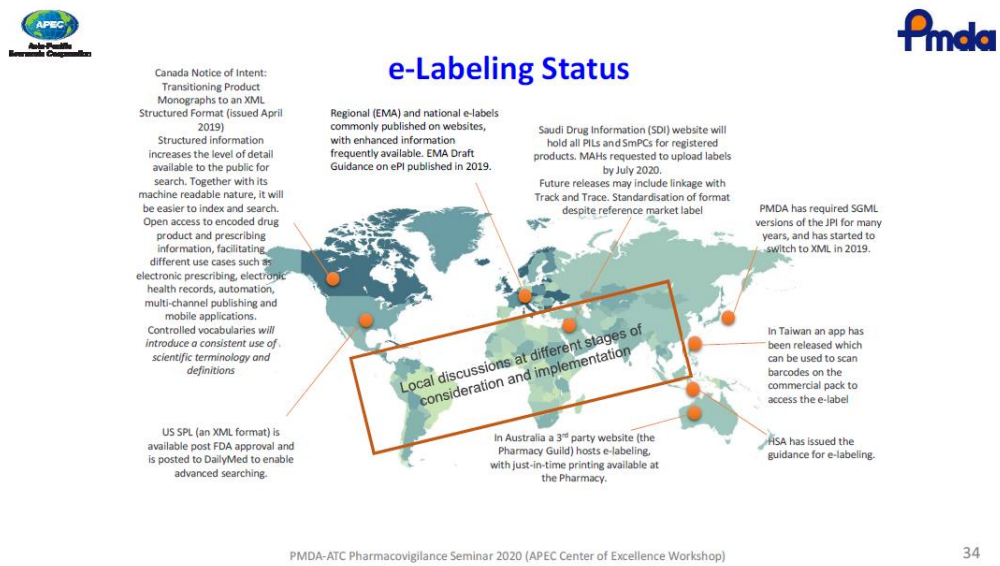 APEC
Asia-Pacific
Economic Cooperation
Pmda
e-Labeling Status
Canada Notice of Intent:
Transitioning Product
Monographs to an XML
Structured Format (issued April
2019)
Structured information
increases the level of detail
available to the public for
search. Together with its
machine readable nature, it will
be easier to index and search.
Open access to encoded drug
product and prescribing
information, facilitating
different use cases such as
electronic prescribing, electronic
health records, automation,
multi-channel publishing and
mobile applications.
Controlled vocabularies will
introduce a consistent use of
scientific terminology and
definitions
Regional (EMA) and national e-labels
commonly published on websites,
with enhanced information
frequently available. EMA Draft
Guidance on ePI published in 2019.
Saudi Drug Information (SDI) website will
hold all PILs and SmPCs for registered
products. MAHs requested to upload labels
by July 2020.
Future releases may include linkage with
Track and Trace. Standardisation of format
despite reference market label
PMDA has required SGML
versions of the JPI for many
years, and has started to
switch to XML in 2019.
Local discussions at different stages of
consideration and implementation
In Taiwan an app has
been released which
can be used to scan
barcodes on the
commercial pack to
access the e-label
US SPL (an XML format) is
available post FDA approval and
is posted to DailyMed to enable
advanced searching.
In Australia a 3rd party website (the
Pharmacy Guild) hosts e-labeling,
with just-in-time printing available at
the Pharmacy.
HSA has issued the
guidance for e-labeling.
PMDA-ATC Pharmacovigilance Seminar 2020 (APEC Center of Excellence Workshop)
34